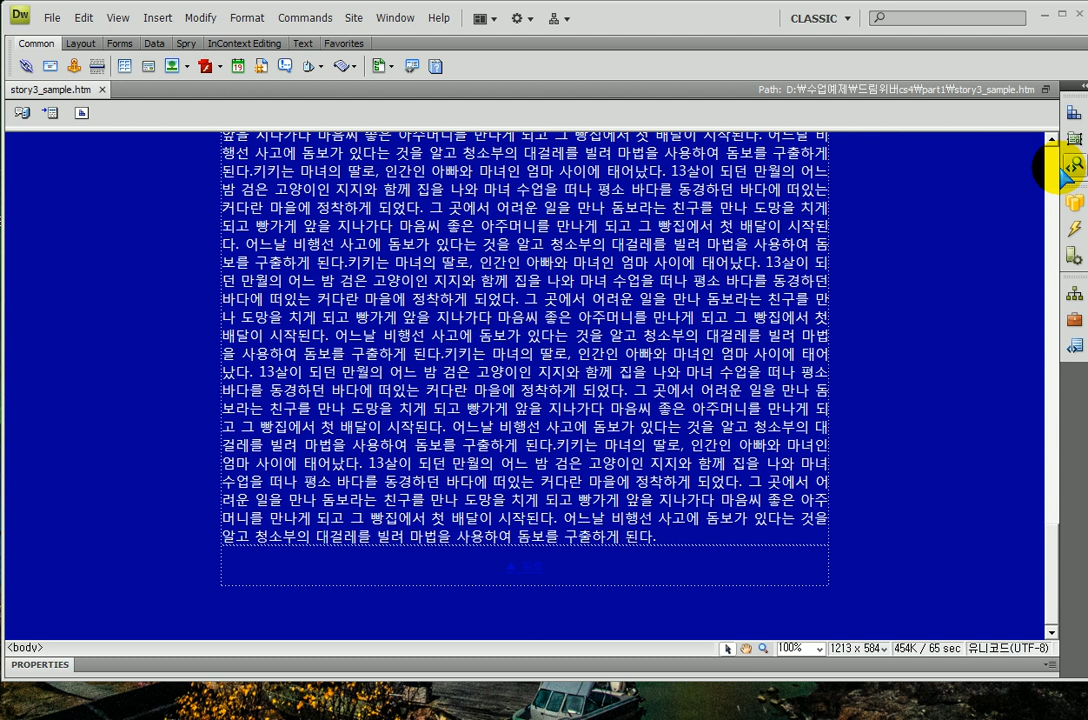 Dw File Edit View Insert Modify Format Commands Site Window Help CLASSIC
Common Layout Forms Data Spry InContext Editing Text Favorites
story3_sample.htm Path: D:₩수업예제₩드림위버cs4₩part1₩story3_sample.htm
앞을 지나가다 마음씨 좋은 아주머니를 만나게 되고 그 빵집에서 첫 배달이 시작된다. 어느날 비
행선 사고에 돔보가 있다는 것을 알고 청소부의 대걸레를 빌려 마법을 사용하여 돔보를 구출하게
된다.키키는 마녀의 딸로, 인간인 아빠와 마녀인 엄마 사이에 태어났다. 13살이 되던 만월의 어느
밤 검은 고양이인 지지와 함께 집을 나와 마녀 수업을 떠나 평소 바다를 동경하던 바다에 떠있는
커다란 마을에 정착하게 되었다. 그 곳에서 어려운 일을 만나 돔보라는 친구를 만나 도망을 치게
되고 빵가게 앞을 지나가다 마음씨 좋은 아주머니를 만나게 되고 그 빵집에서 첫 배달이 시작된
다. 어느날 비행선 사고에 돔보가 있다는 것을 알고 청소부의 대걸레를 빌려 마법을 사용하여 돔
보를 구출하게 된다.키키는 마녀의 딸로, 인간인 아빠와 마녀인 엄마 사이에 태어났다. 13살이 되
던 만월의 어느 밤 검은 고양이인 지지와 함께 집을 나와 마녀 수업을 떠나 평소 바다를 동경하던
바다에 떠있는 커다란 마을에 정착하게 되었다. 그 곳에서 어려운 일을 만나 돔보라는 친구를 만
나 도망을 치게 되고 빵가게 앞을 지나가다 마음씨 좋은 아주머니를 만나게 되고 그 빵집에서 첫
배달이 시작된다. 어느날 비행선 사고에 돔보가 있다는 것을 알고 청소부의 대걸레를 빌려 마법
을 사용하여 돔보를 구출하게 된다.키키는 마녀의 딸로, 인간인 아빠와 마녀인 엄마 사이에 태어
났다. 13살이 되던 만월의 어느 밤 검은 고양이인 지지와 함께 집을 나와 마녀 수업을 떠나 평소
바다를 동경하던 바다에 떠있는 커다란 마을에 정착하게 되었다. 그 곳에서 어려운 일을 만나 돔
보라는 친구를 만나 도망을 치게 되고 빵가게 앞을 지나가다 마음씨 좋은 아주머니를 만나게 되
고 그 빵집에서 첫 배달이 시작된다. 어느날 비행선 사고에 돔보가 있다는 것을 알고 청소부의 대
걸레를 빌려 마법을 사용하여 돔보를 구출하게 된다.키키는 마녀의 딸로, 인간인 아빠와 마녀인
엄마 사이에 태어났다. 13살이 되던 만월의 어느 밤 검은 고양이인 지지와 함께 집을 나와 마녀
수업을 떠나 평소 바다를 동경하던 바다에 떠있는 커다란 마을에 정착하게 되었다. 그 곳에서 어
려운 일을 만나 돔보라는 친구를 만나 도망을 치게 되고 빵가게 앞을 지나가다 마음씨 좋은 아주
머니를 만나게 되고 그 빵집에서 첫 배달이 시작된다. 어느날 비행선 사고에 돔보가 있다는 것을
알고 청소부의 대걸레를 빌려 마법을 사용하여 돔보를 구출하게 된다.
<body> 100% 1213 x 584 454K / 65 sec 유니코드(UTF-8)
PROPERTIES